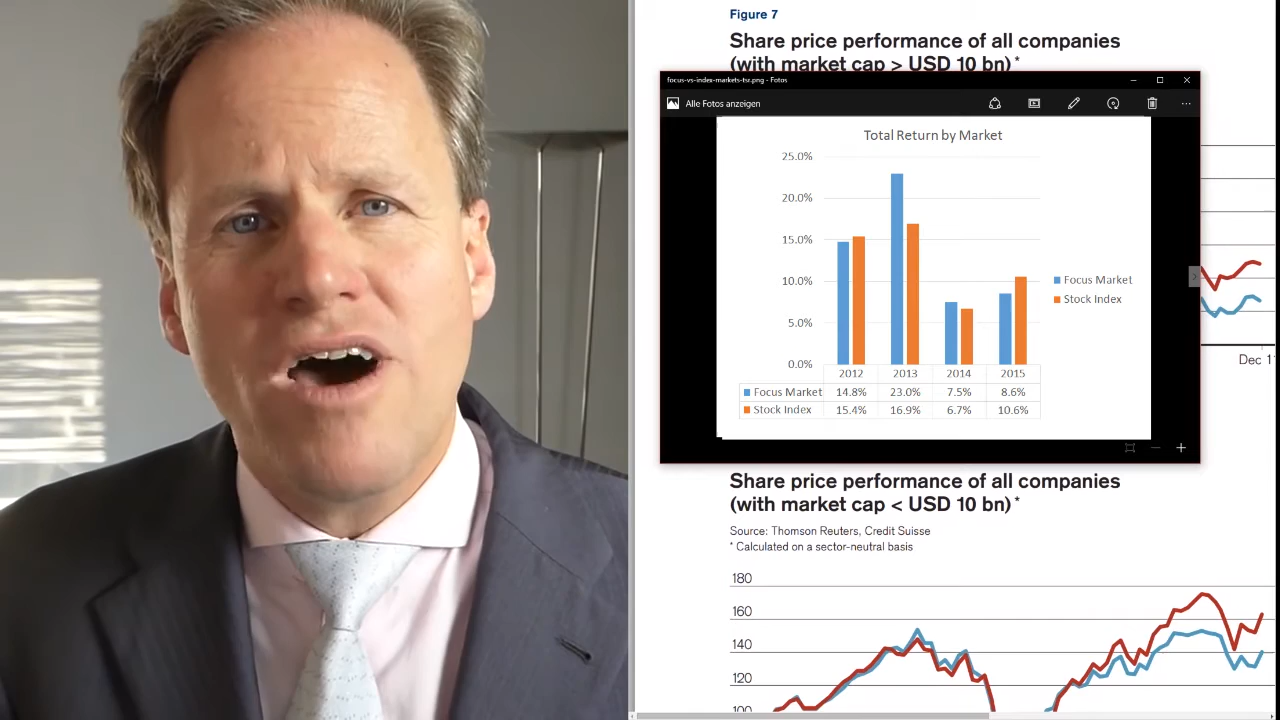 Figure 7
Share price performance of all companies
(with market cap > USD 10 bn) *
focus-vs-index-markets-tsr.png - Fotos
Alle Fotos anzeigen
Total Return by Market
25.0%
20.0%
15.0%
10.0%
5.0%
0.0%
Focus Market
Stock Index
2012 2013 2014 2015
Focus Market 14.8% 23.0% 7.5% 8.6%
Stock Index 15.4% 16.9% 6.7% 10.6%
Dec 1
Share price performance of all companies
(with market cap < USD 10 bn) *
Source: Thomson Reuters, Credit Suisse
* Calculated on a sector-neutral basis
180
160
140
120
100